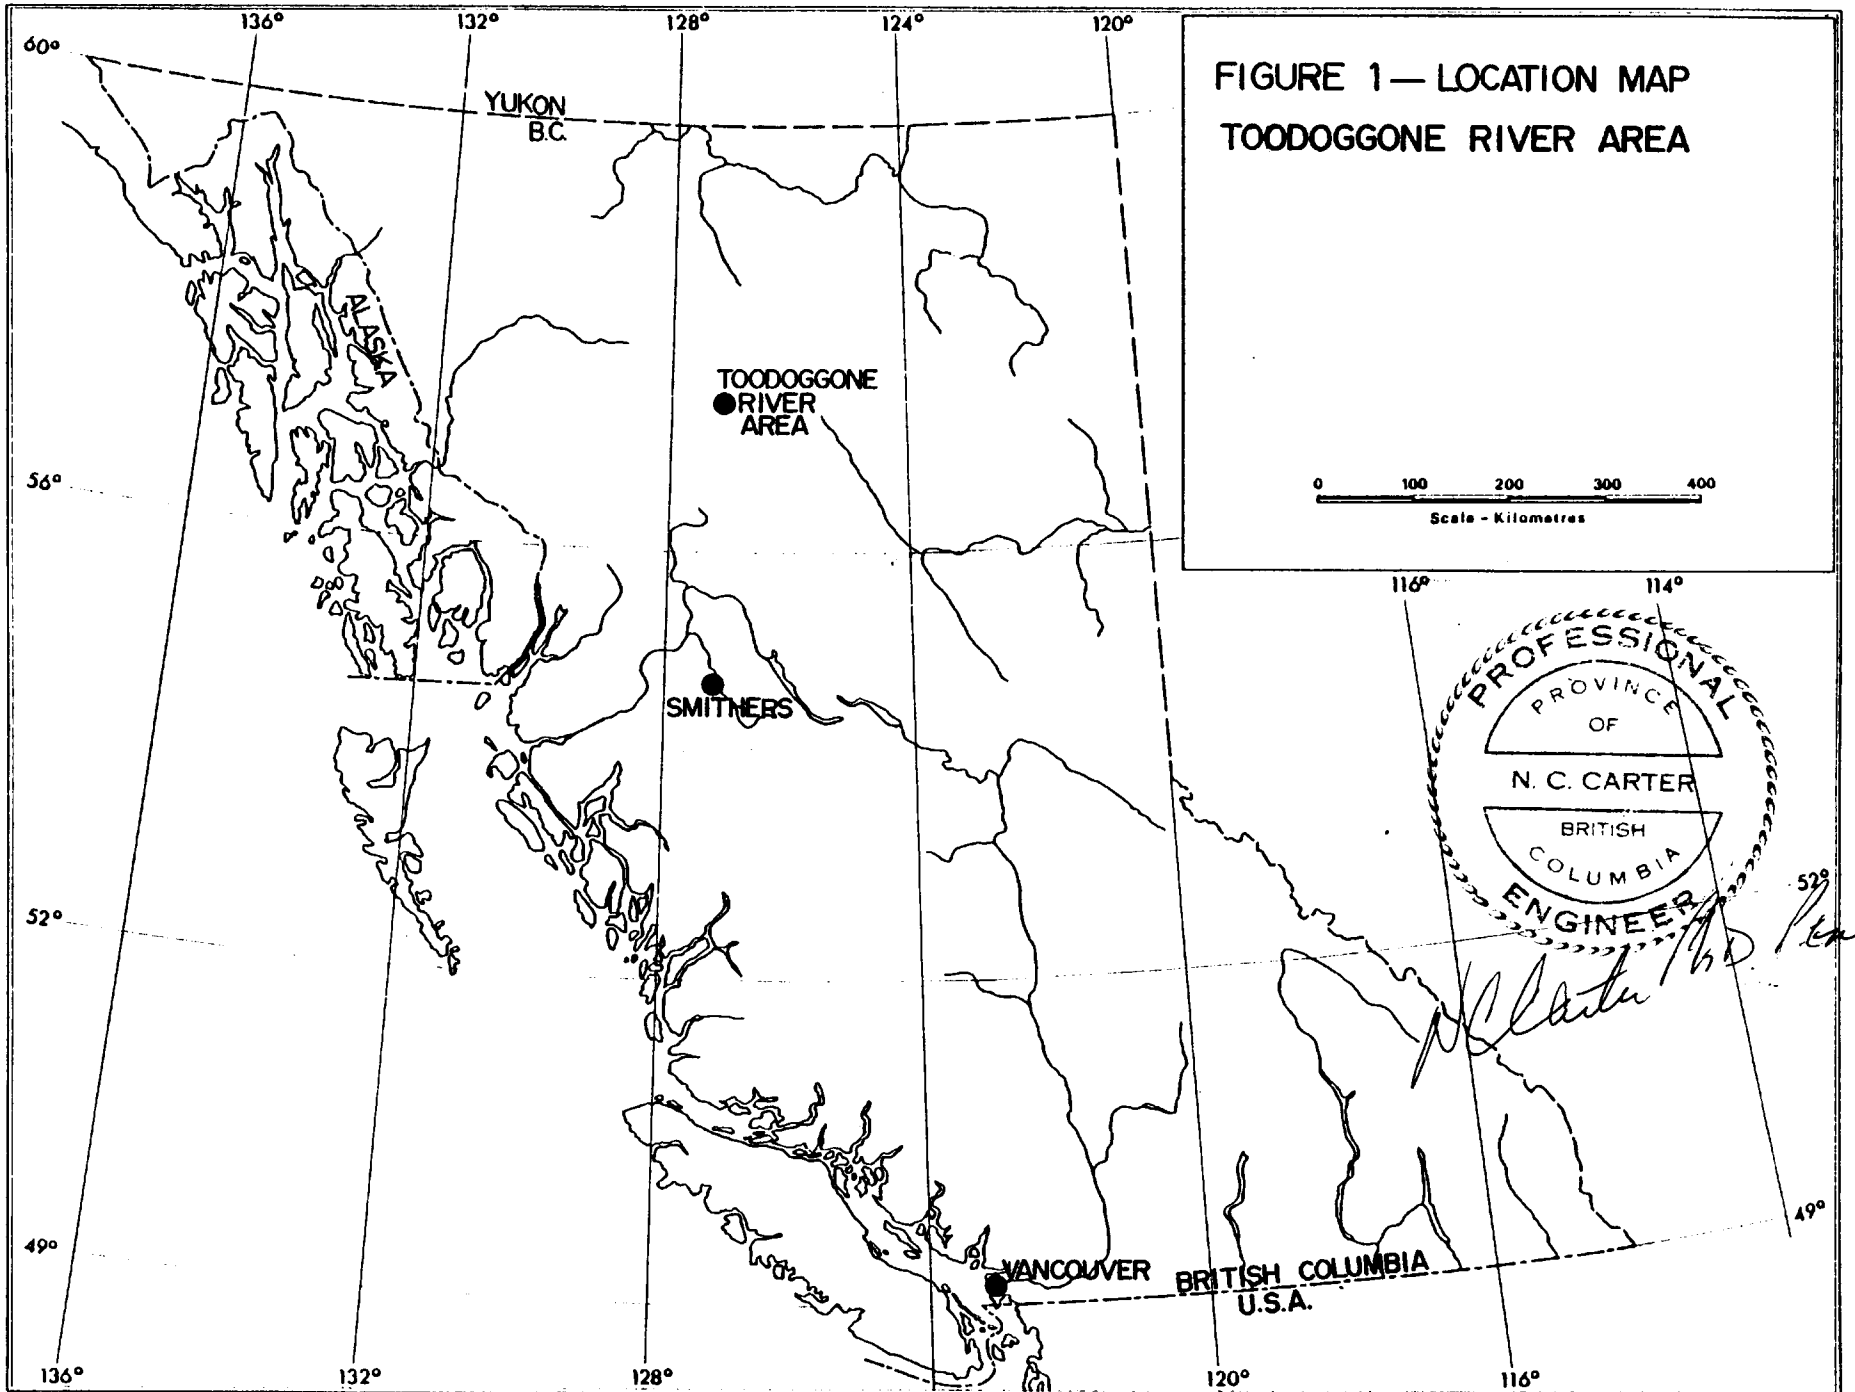 136° 132° 128° 124° 120°
60°
FIGURE 1 — LOCATION MAP
TOODOGGONE RIVER AREA
YUKON
B.C.
ALASKA
TOODOGGONE
RIVER
AREA
56°
0 100 200 300 400
Scale - Kilometres
116° 114°
PROFESSIONAL
PROVINCE
OF
N. C. CARTER
BRITISH
COLUMBIA
ENGINEER
SMITHERS
52°
52°
N C Carter PhD
49°
49°
VANCOUVER
BRITISH COLUMBIA
U.S.A.
136° 132° 128° 120° 116°